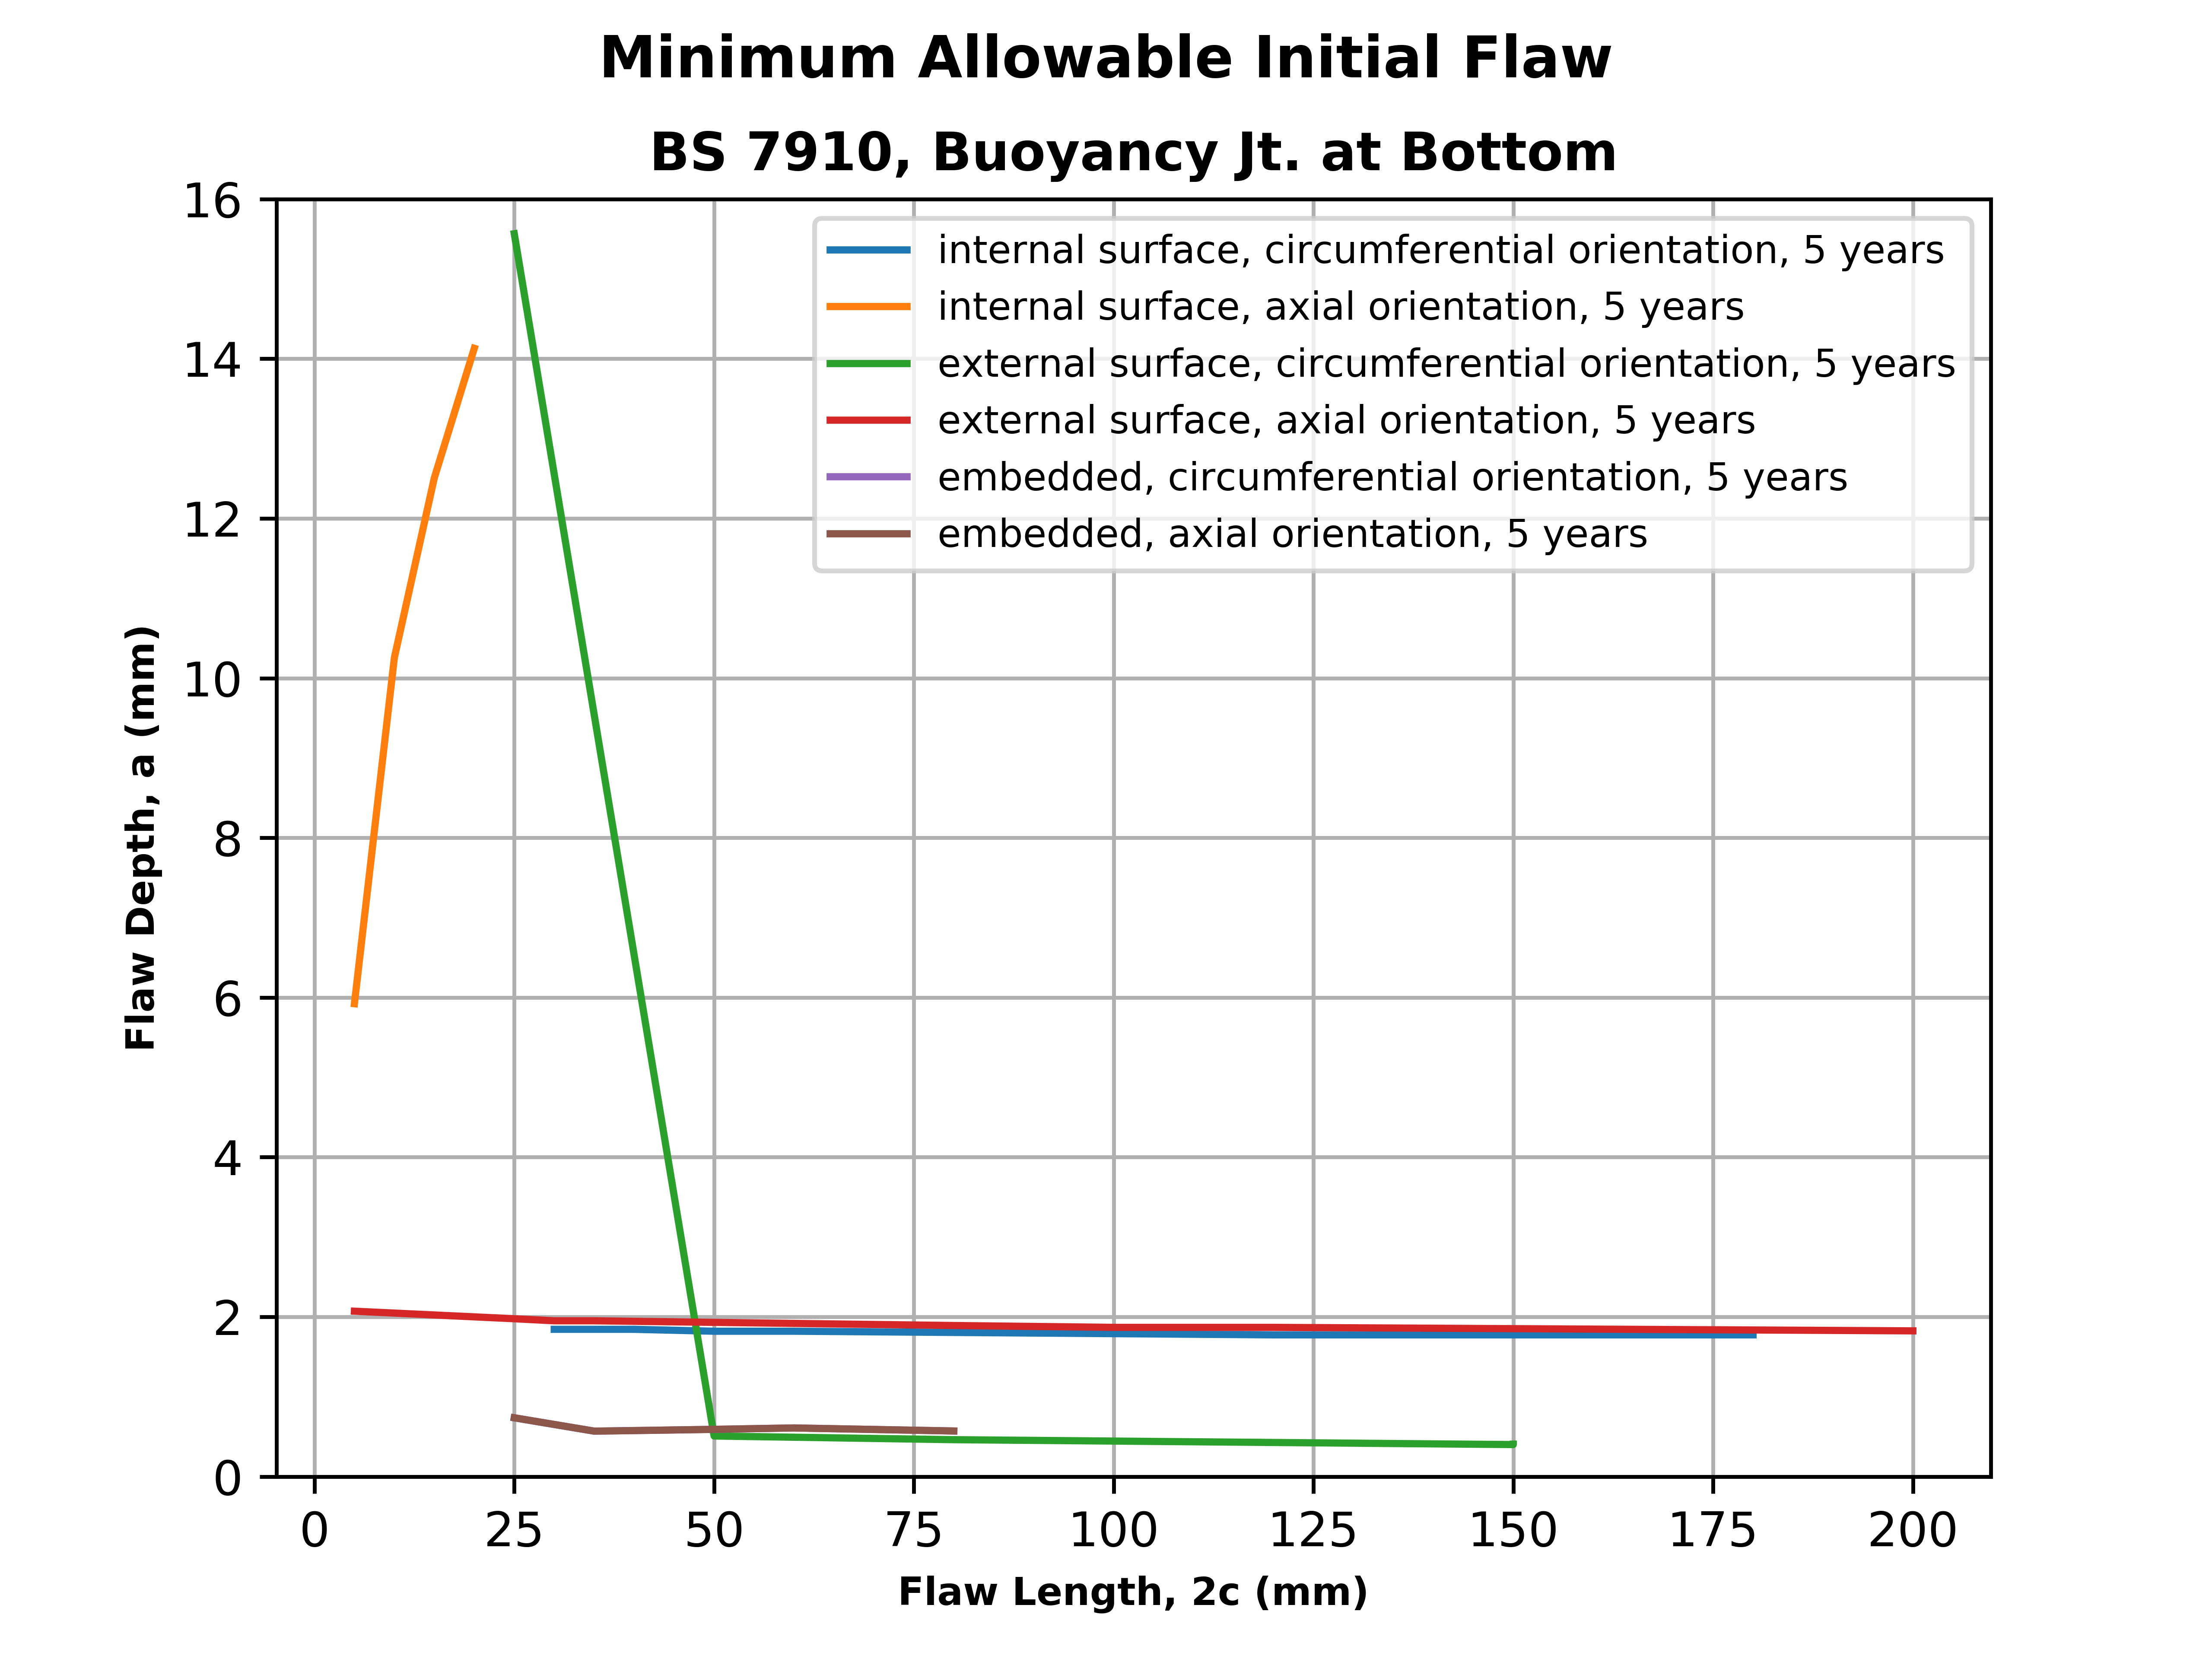 Minimum Allowable Initial Flaw
BS 7910, Buoyancy Jt. at Bottom
16
14
12
10
8
6
4
2
0
Flaw Depth, a (mm)
internal surface, circumferential orientation, 5 years
internal surface, axial orientation, 5 years
external surface, circumferential orientation, 5 years
external surface, axial orientation, 5 years
embedded, circumferential orientation, 5 years
embedded, axial orientation, 5 years
0 25 50 75 100 125 150 175 200
Flaw Length, 2c (mm)